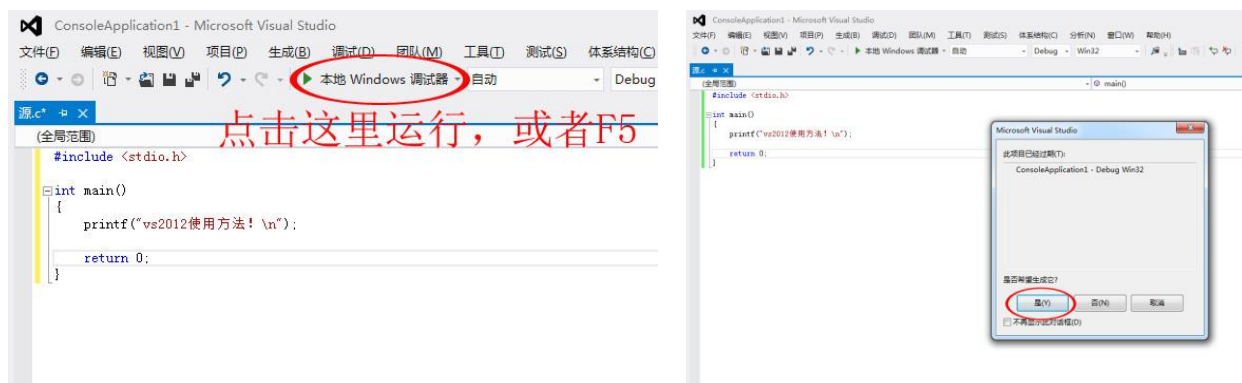 ConsoleApplication1 - Microsoft Visual Studio
文件(F) 编辑(E) 视图(V) 项目(P) 生成(B) 调试(D) 团队(M) 工具(T) 测试(S) 体系结构(C)
本地 Windows 调试器 自动 Debug
源.c*
点击这里运行，或者F5
(全局范围)
#include <stdio.h>
int main()
{
printf("vs2012使用方法! \n");
return 0;
}
ConsoleApplication1 - Microsoft Visual Studio
文件(F) 编辑(E) 视图(V) 项目(P) 生成(B) 调试(D) 团队(M) 工具(T) 测试(S) 体系结构(C) 分析(N) 窗口(W) 帮助(H)
本地 Windows 调试器 自动 Debug Win32
源.c
(全局范围) main()
#include <stdio.h>
int main()
{
printf("vs2012使用方法! \n");
return 0;
}
Microsoft Visual Studio
此项目已经过期(T):
ConsoleApplication1 - Debug Win32
是否希望生成它?
是(Y) 否(N) 取消
不再显示此对话框(D)